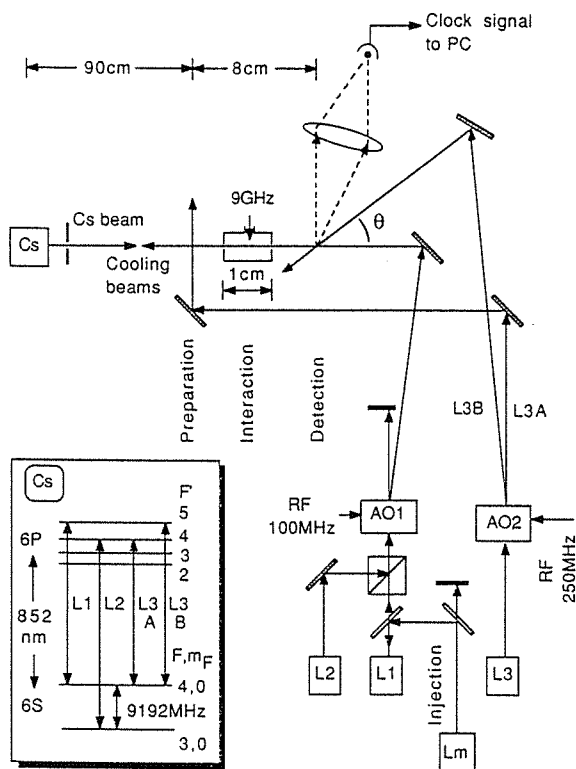 Clock signal
to PC
90cm
8cm
9GHz
θ
Cs beam
Cs
Cooling
beams
1cm
Preparation
Interaction
Detection
L3B
L3A
RF
100MHz
AO1
AO2
RF
250MHz
L2
L1
Injection
L3
Lm
Cs
F'
5
6P
4
3
2
852
nm
L1
L2
L3
A
L3
B
F,mF
4,0
6S
9192MHz
3,0